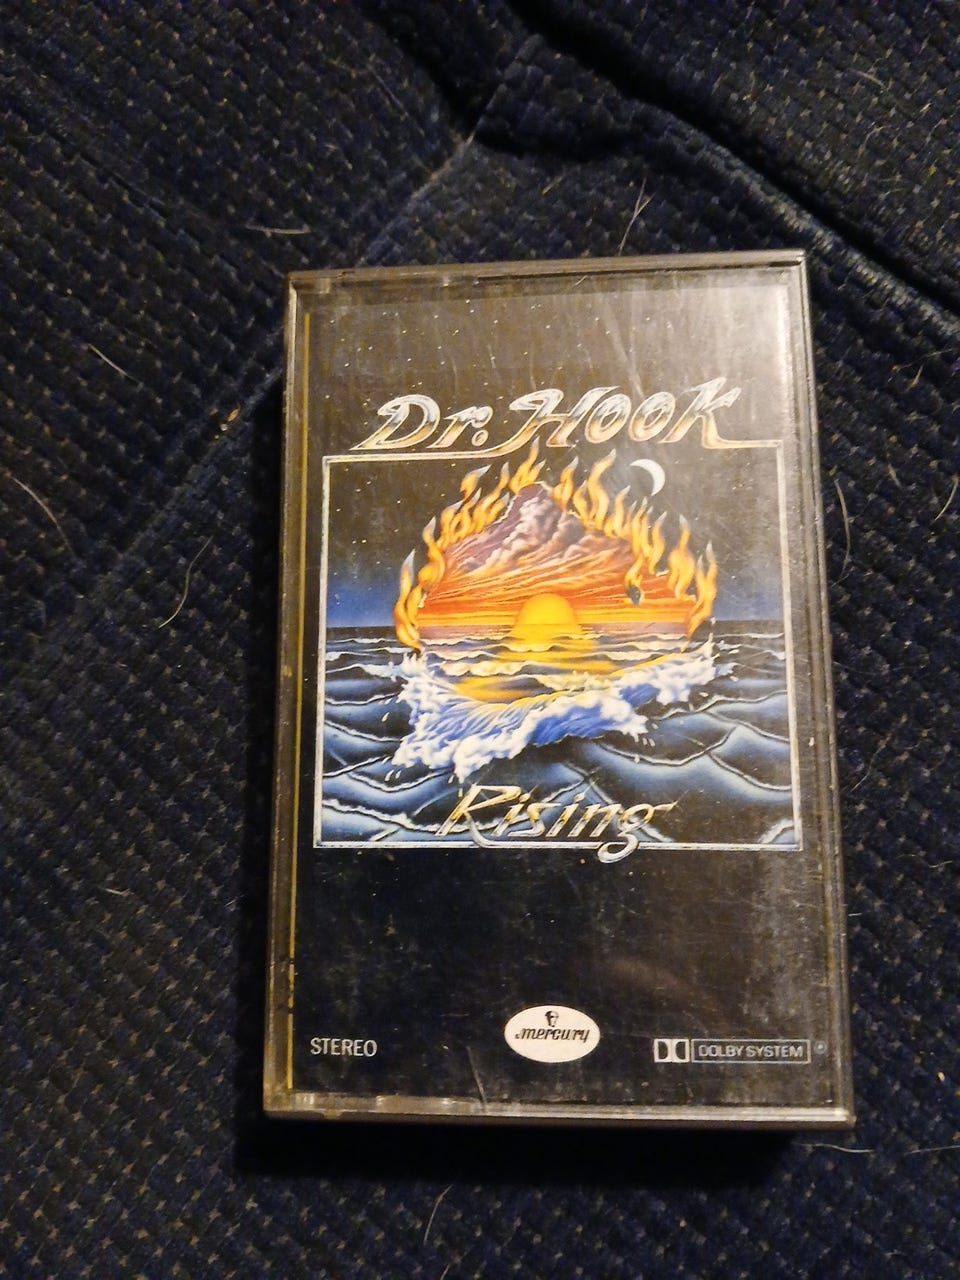 Dr. Hook
Rising
mercury
STEREO
DOLBY SYSTEM ®